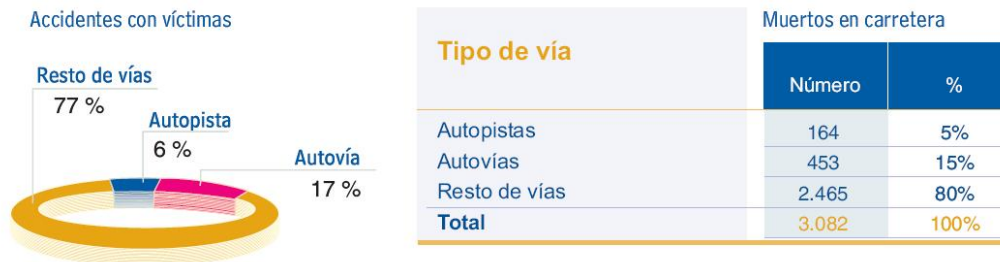 Accidentes con víctimas
Resto de vías
77 %
Autopista
6 %
Autovía
17 %
Muertos en carretera
Tipo de vía
Número %
Autopistas 164 5%
Autovías 453 15%
Resto de vías 2.465 80%
Total 3.082 100%